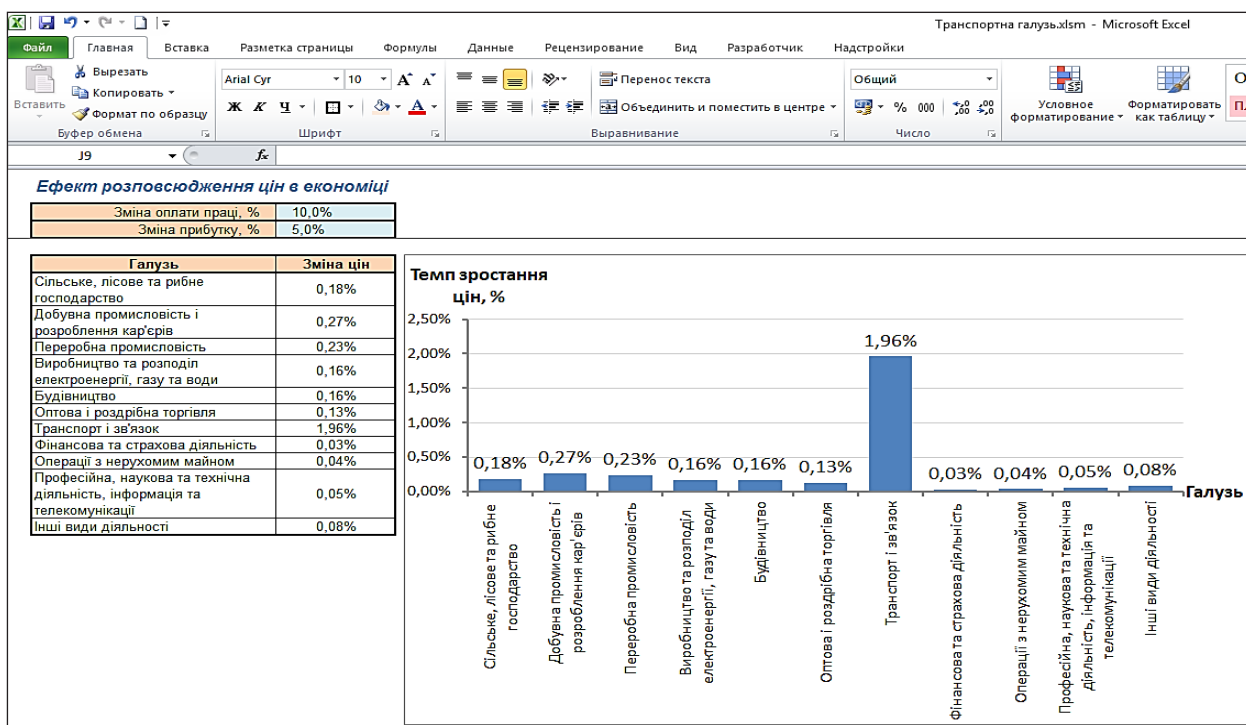 Транспортна галузь.xlsm - Microsoft Excel
Файл Главная Вставка Разметка страницы Формулы Данные Рецензирование Вид Разработчик Надстройки
Вставить
Вырезать
Копировать
Формат по образцу
Буфер обмена
Arial Cyr 10 А А
Ж К Ч А
Шрифт
Перенос текста
Объединить и поместить в центре
Выравнивание
Общий
% 000 ,00 ,00
Число
Условное
форматирование
Форматировать
как таблицу
J9 fx
Ефект розповсюдження цін в економіці
Зміна оплати праці, % 10,0%
Зміна прибутку, % 5,0%
Галузь Зміна цін
Сільське, лісове та рибне
господарство 0,18%
Добувна промисловість і
розроблення кар'єрів 0,27%
Переробна промисловість 0,23%
Виробництво та розподіл
електроенергії, газу та води 0,16%
Будівництво 0,16%
Оптова і роздрібна торгівля 0,13%
Транспорт і зв'язок 1,96%
Фінансова та страхова діяльність 0,03%
Операції з нерухомим майном 0,04%
Професійна, наукова та технічна
діяльність, інформація та
телекомунікації 0,05%
Інші види діяльності 0,08%
Темп зростання
цін, %
2,50%
2,00%
1,50%
1,00%
0,50%
0,00%
0,18% 0,27% 0,23% 0,16% 0,16% 0,13% 1,96% 0,03% 0,04% 0,05% 0,08%
Галузь
Сільське, лісове та рибне
господарство
Добувна промисловість і
розроблення кар'єрів
Переробна промисловість
Виробництво та розподіл
електроенергії, газу та води
Будівництво
Оптова і роздрібна торгівля
Транспорт і зв'язок
Фінансова та страхова діяльність
Операції з нерухомим майном
Професійна, наукова та технічна
діяльність, інформація та
телекомунікації
Інші види діяльності